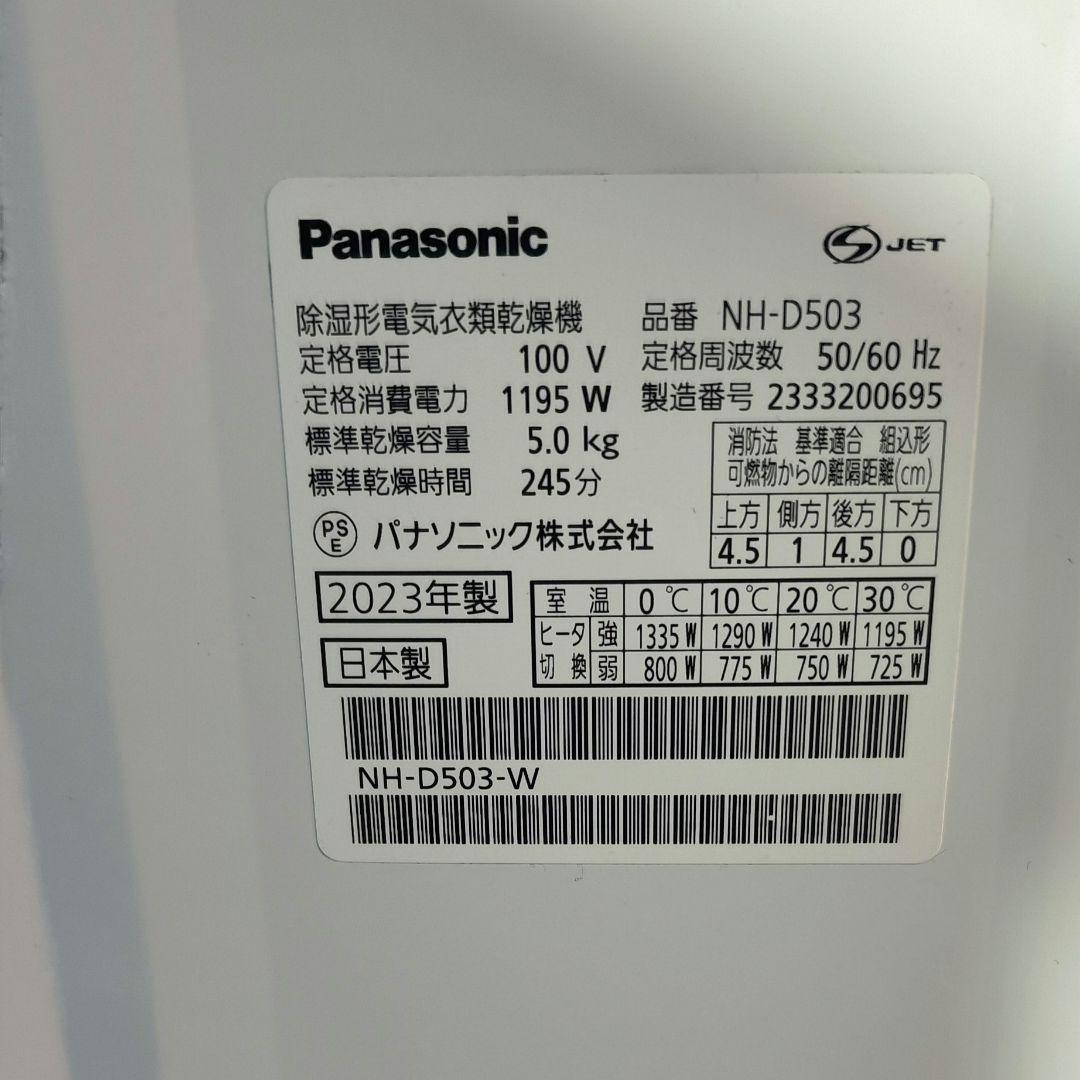 Panasonic
S JET
除湿形電気衣類乾燥機 品番 NH-D503
定格電圧 100 V 定格周波数 50/60 Hz
定格消費電力 1195 W 製造番号 2333200695
標準乾燥容量 5.0 kg
標準乾燥時間 245分
消防法 基準適合 組込形
可燃物からの離隔距離(cm)
上方 側方 後方 下方
4.5 1 4.5 0
PSE パナソニック株式会社
2023年製
日本製
室温 0℃ 10℃ 20℃ 30℃
ヒータ 強 1335 W 1290 W 1240 W 1195 W
切換 弱 800 W 775 W 750 W 725 W
NH-D503-W